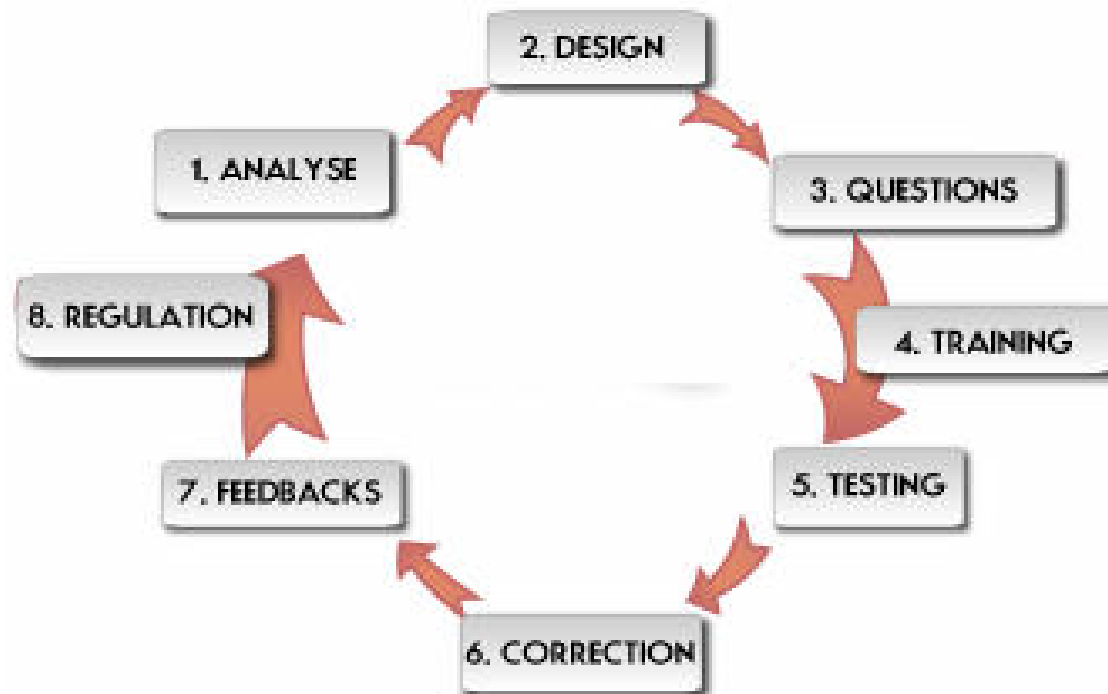 1. ANALYSE
2. DESIGN
3. QUESTIONS
4. TRAINING
5. TESTING
6. CORRECTION
7. FEEDBACKS
8. REGULATION